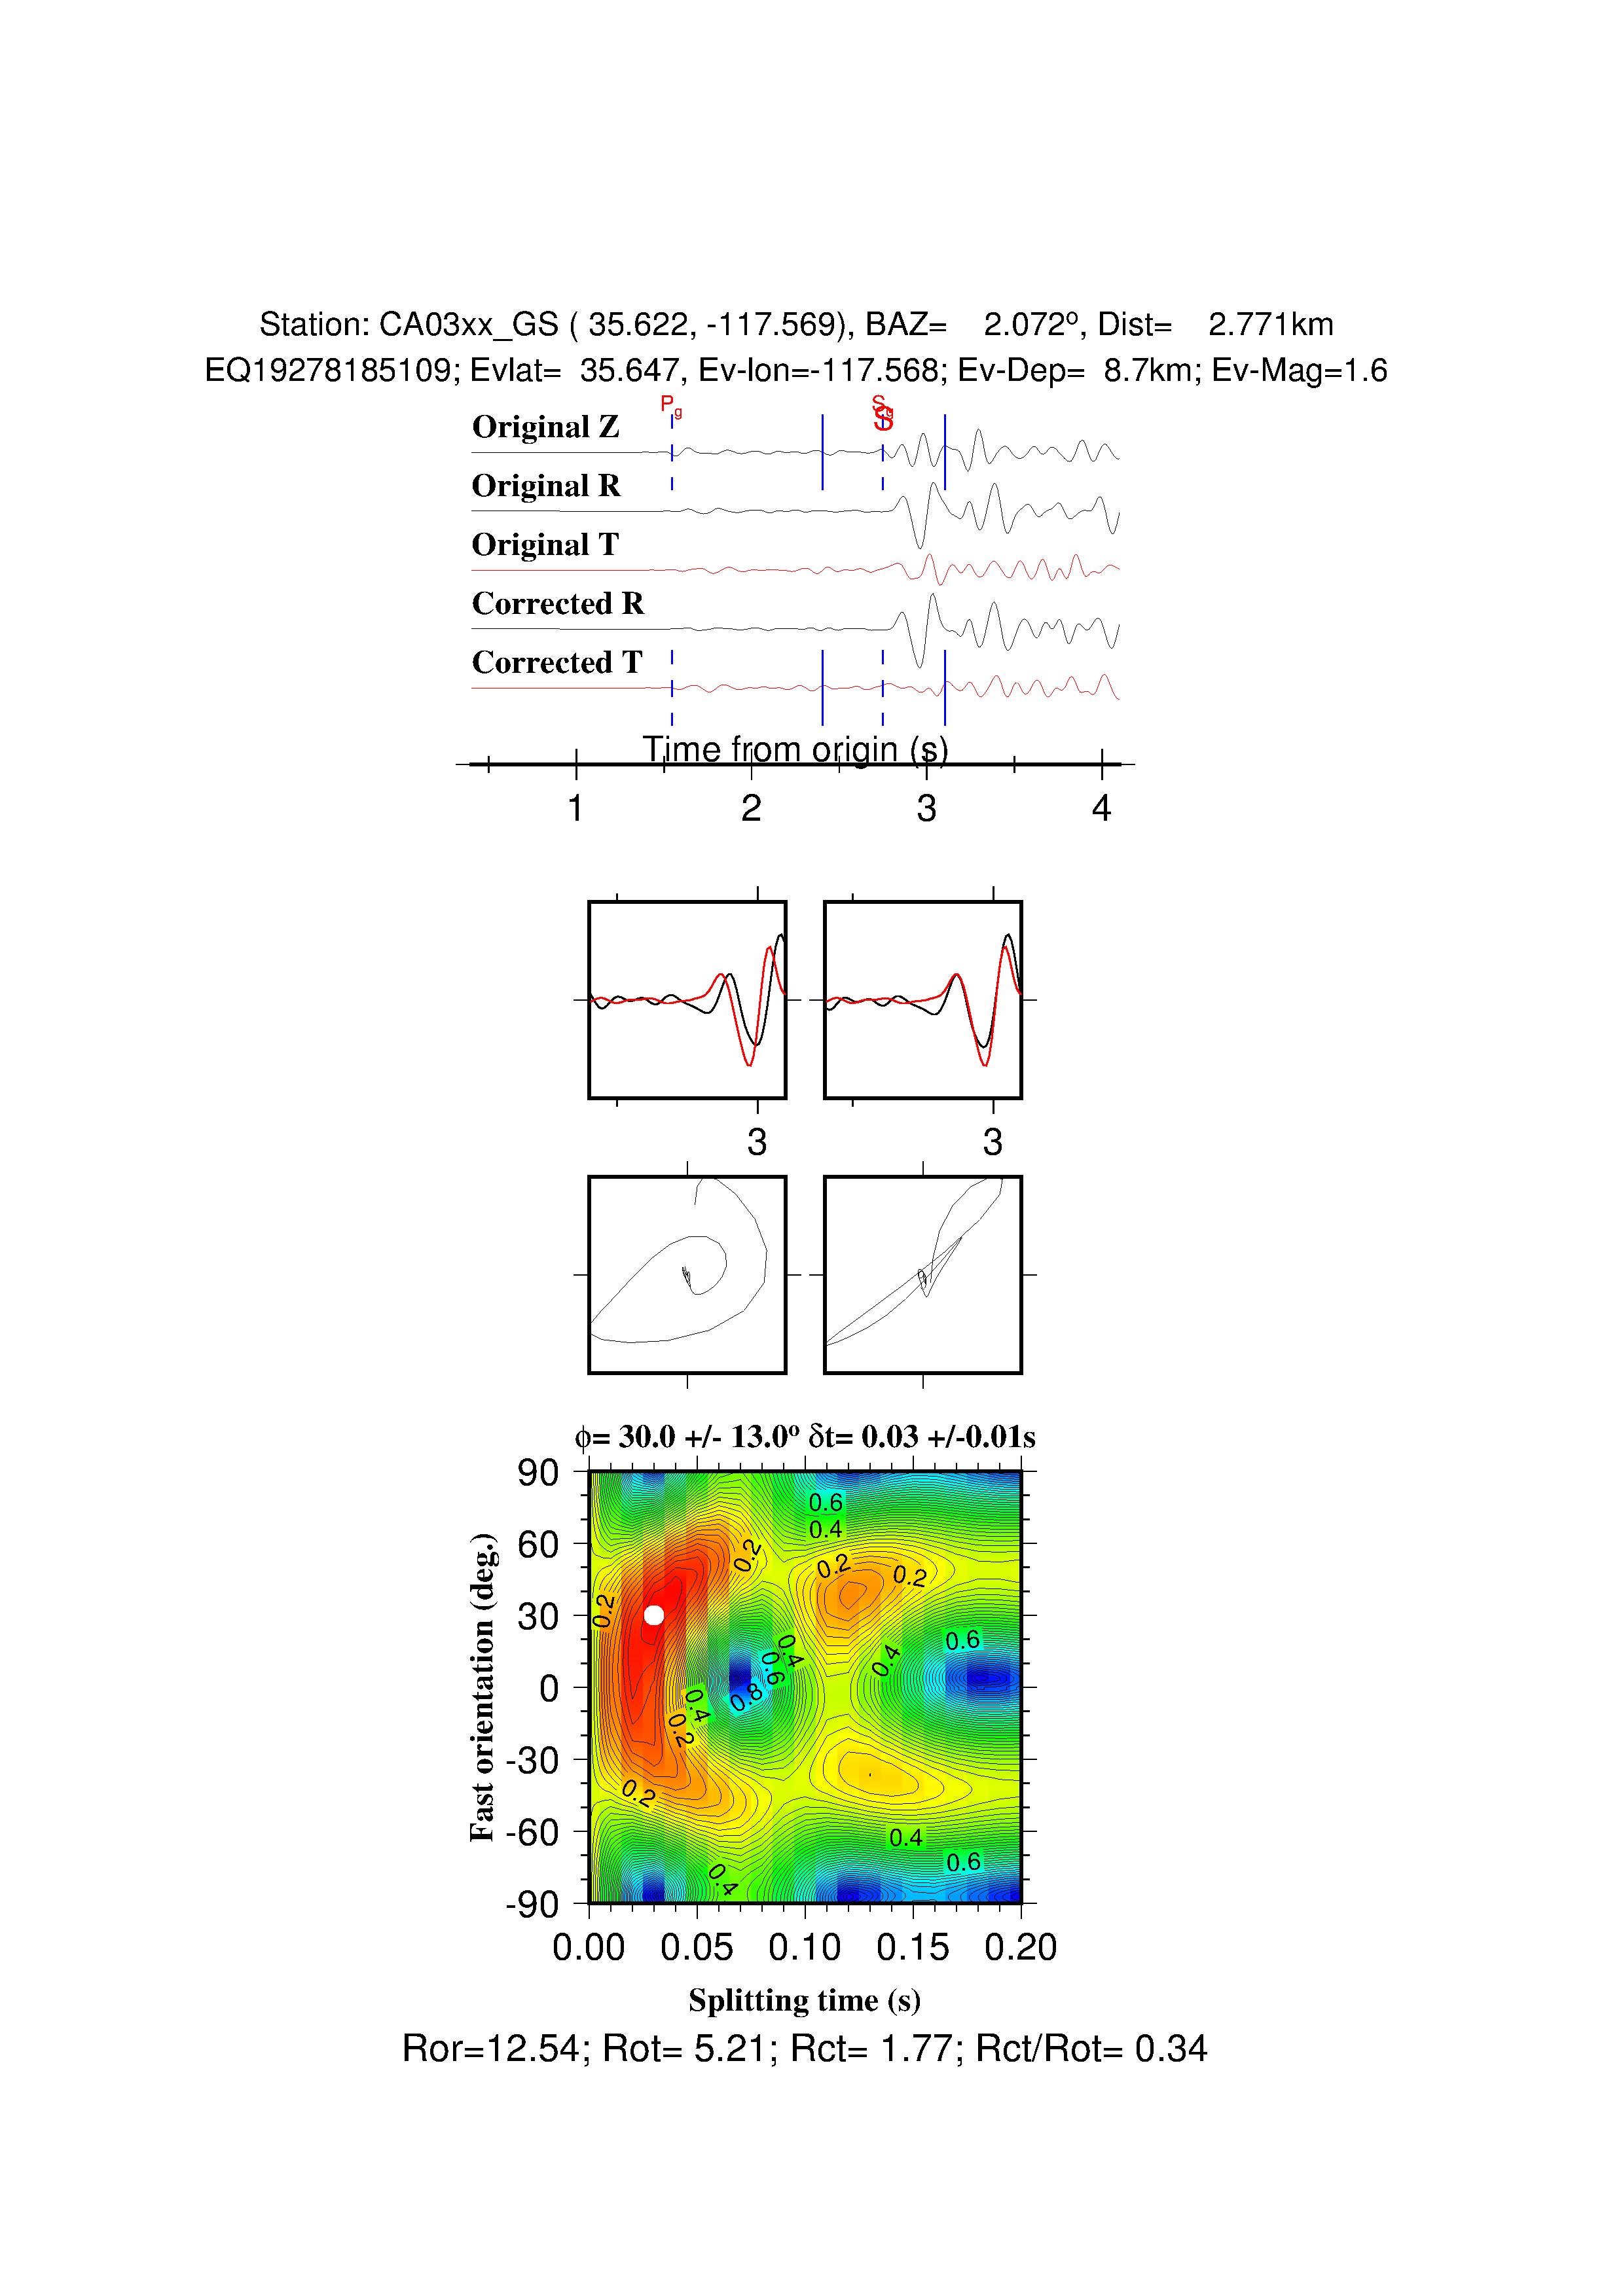 Station: CA03xx_GS ( 35.622, -117.569), BAZ= 2.072º, Dist= 2.771km
EQ19278185109; Evlat= 35.647, Ev-lon=-117.568; Ev-Dep= 8.7km; Ev-Mag=1.6
Pg Sg
S
Original Z
Original R
Original T
Corrected R
Corrected T
Time from origin (s)
1 2 3 4
3 3
ϕ= 30.0 +/- 13.0º δt= 0.03 +/-0.01s
90
60
30
0
-30
-60
-90
Fast orientation (deg.)
0.6
0.4
0.2 0.2 0.2
0.2
0.4 0.6 0.4 0.6
0.8
0.4
0.2
0.2
0.4
0.6
0.4
0.00 0.05 0.10 0.15 0.20
Splitting time (s)
Ror=12.54; Rot= 5.21; Rct= 1.77; Rct/Rot= 0.34